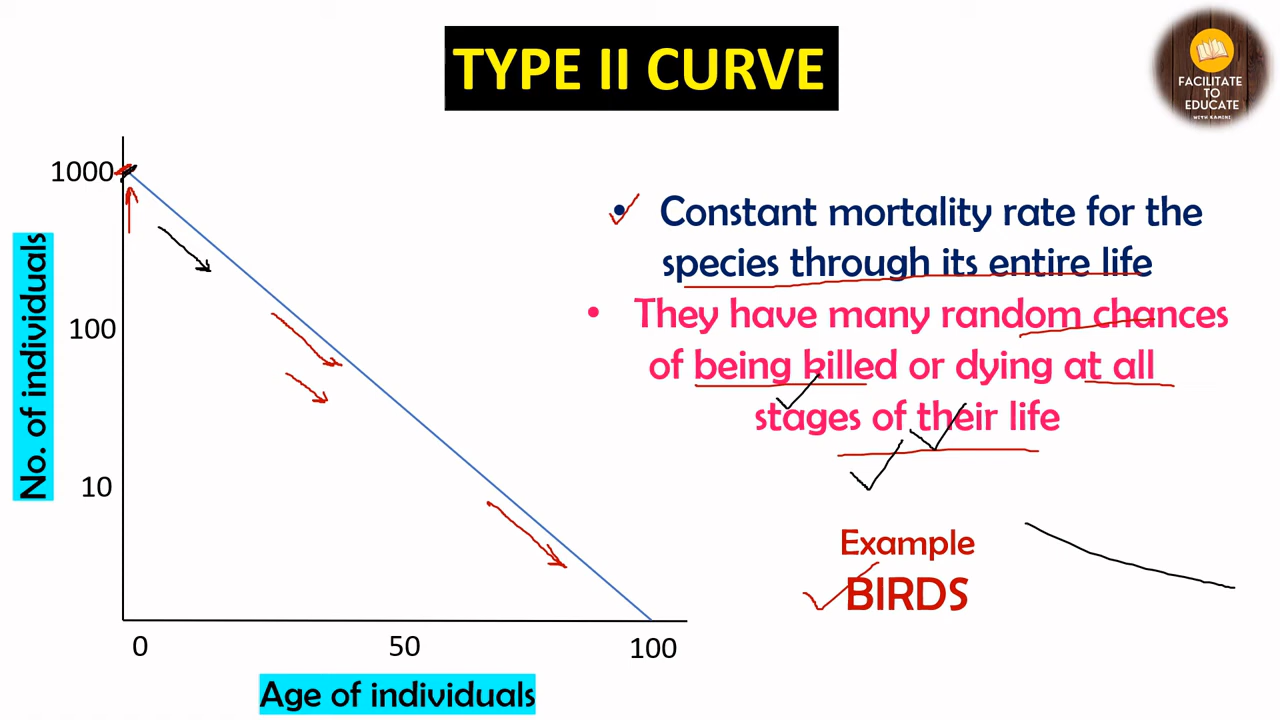 TYPE II CURVE
FACILITATE
TO
EDUCATE
WITH KAMINI
1000
100
10
No. of individuals
0
50
100
Age of individuals
• Constant mortality rate for the
species through its entire life
• They have many random chances
of being killed or dying at all
stages of their life
Example
BIRDS